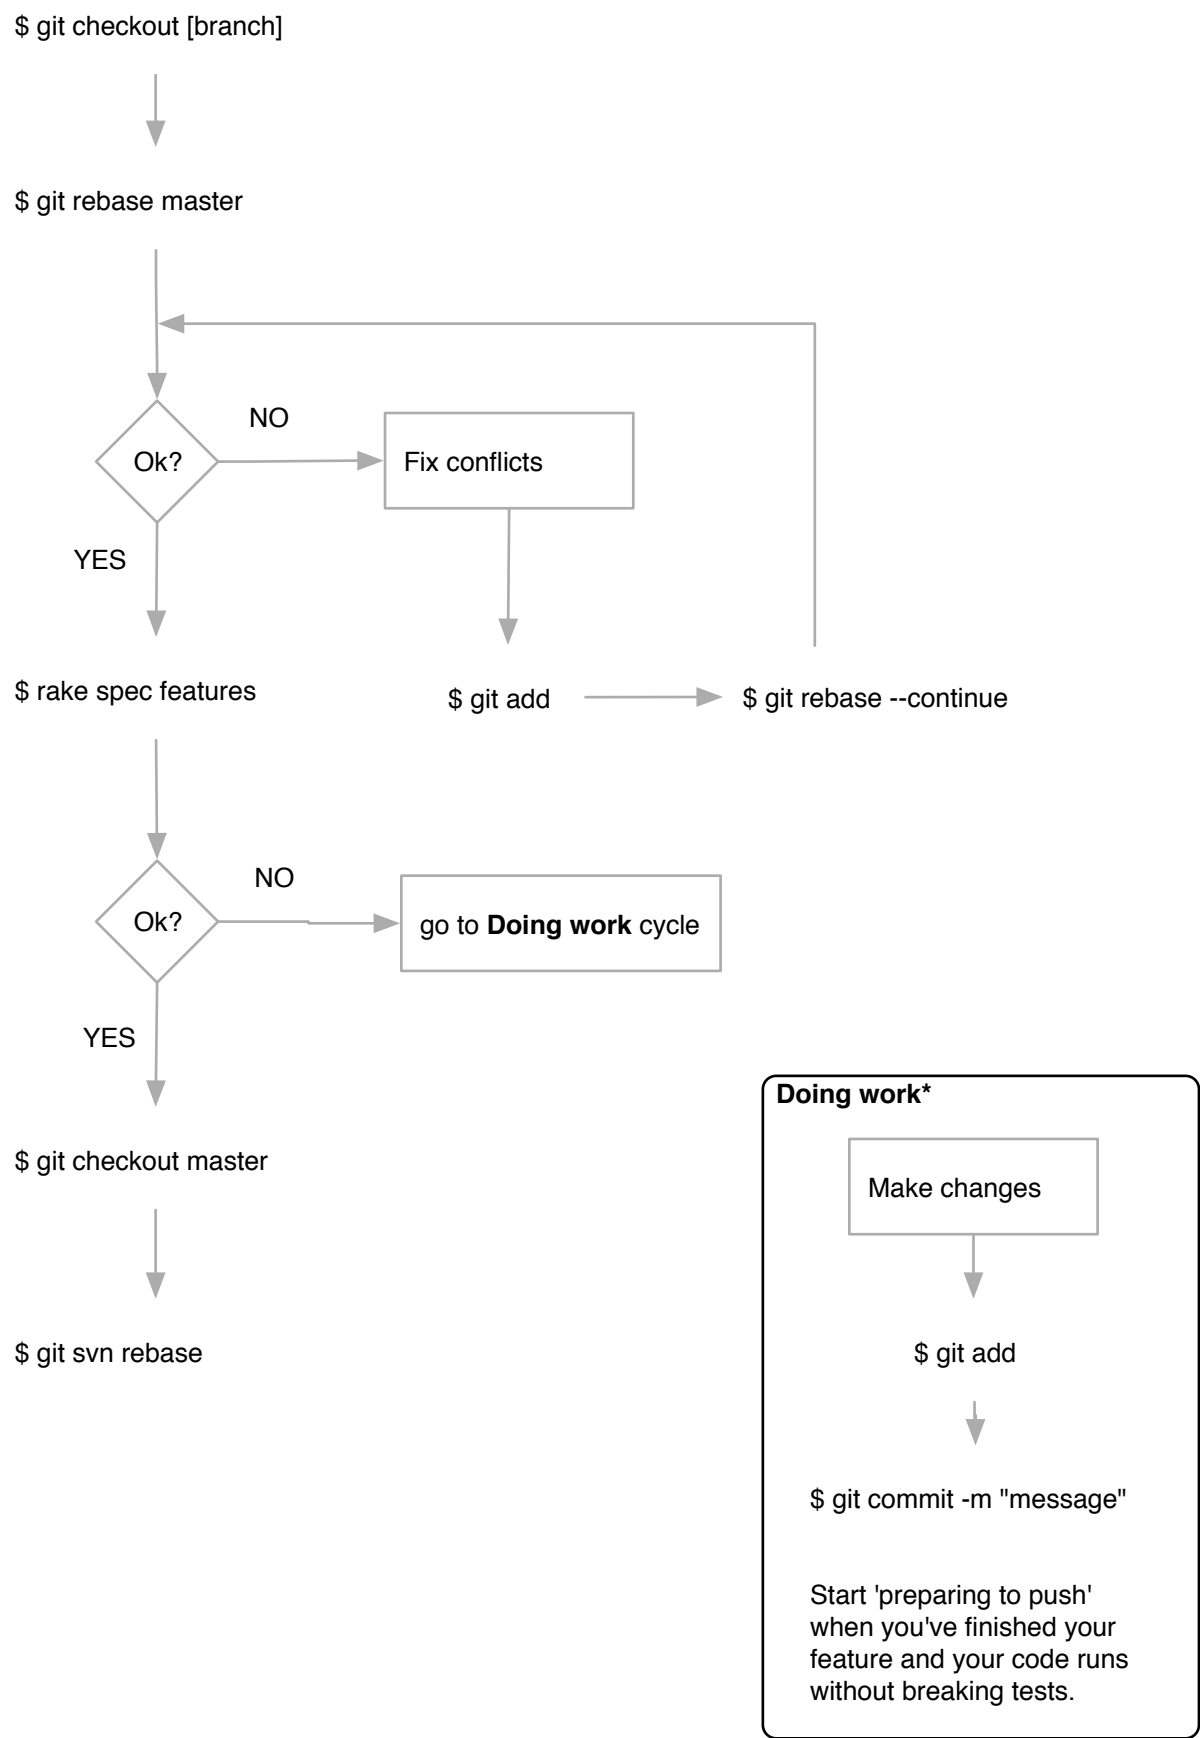 $ git checkout [branch]
$ git rebase master
NO
Ok?
Fix conflicts
YES
$ rake spec features
$ git add
$ git rebase --continue
NO
Ok?
go to Doing work cycle
YES
$ git checkout master
$ git svn rebase
Doing work*
Make changes
$ git add
$ git commit -m "message"
Start 'preparing to push'
when you've finished your
feature and your code runs
without breaking tests.